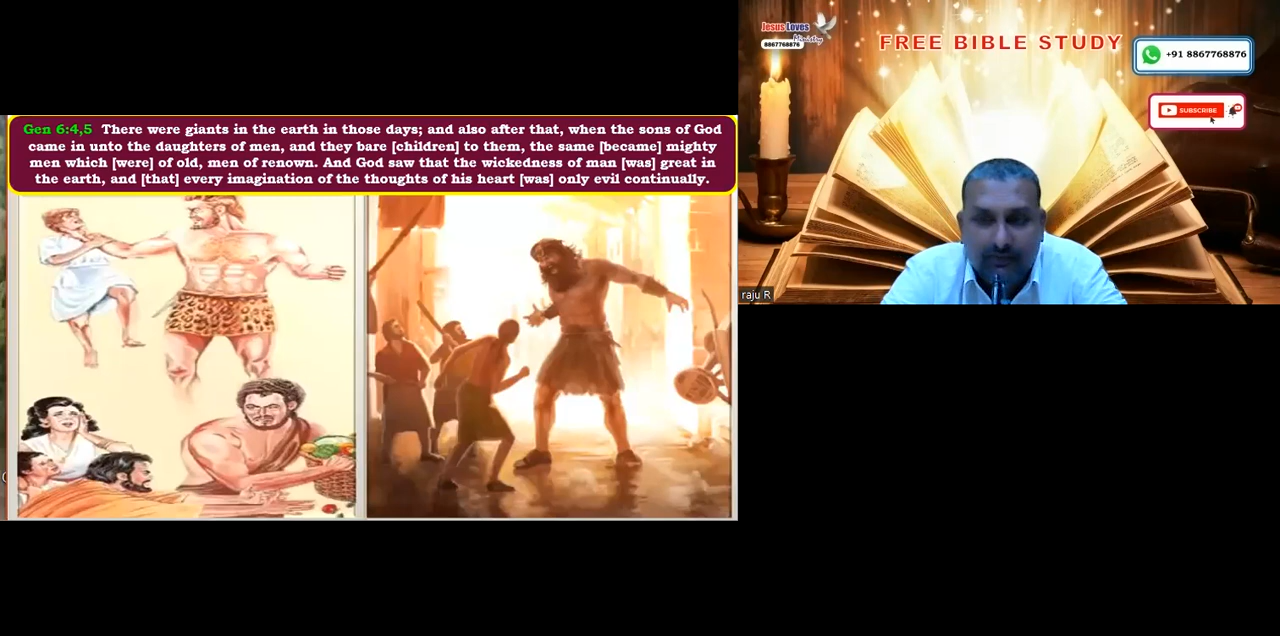 Gen 6:4,5 There were giants in the earth in those days; and also after that, when the sons of God
came in unto the daughters of men, and they bare [children] to them, the same [became] mighty
men which [were] of old, men of renown. And God saw that the wickedness of man [was] great in
the earth, and [that] every imagination of the thoughts of his heart [was] only evil continually.
Jesus Loves
Ministry
8867768876
FREE BIBLE STUDY
+91 8867768876
SUBSCRIBE
raju R